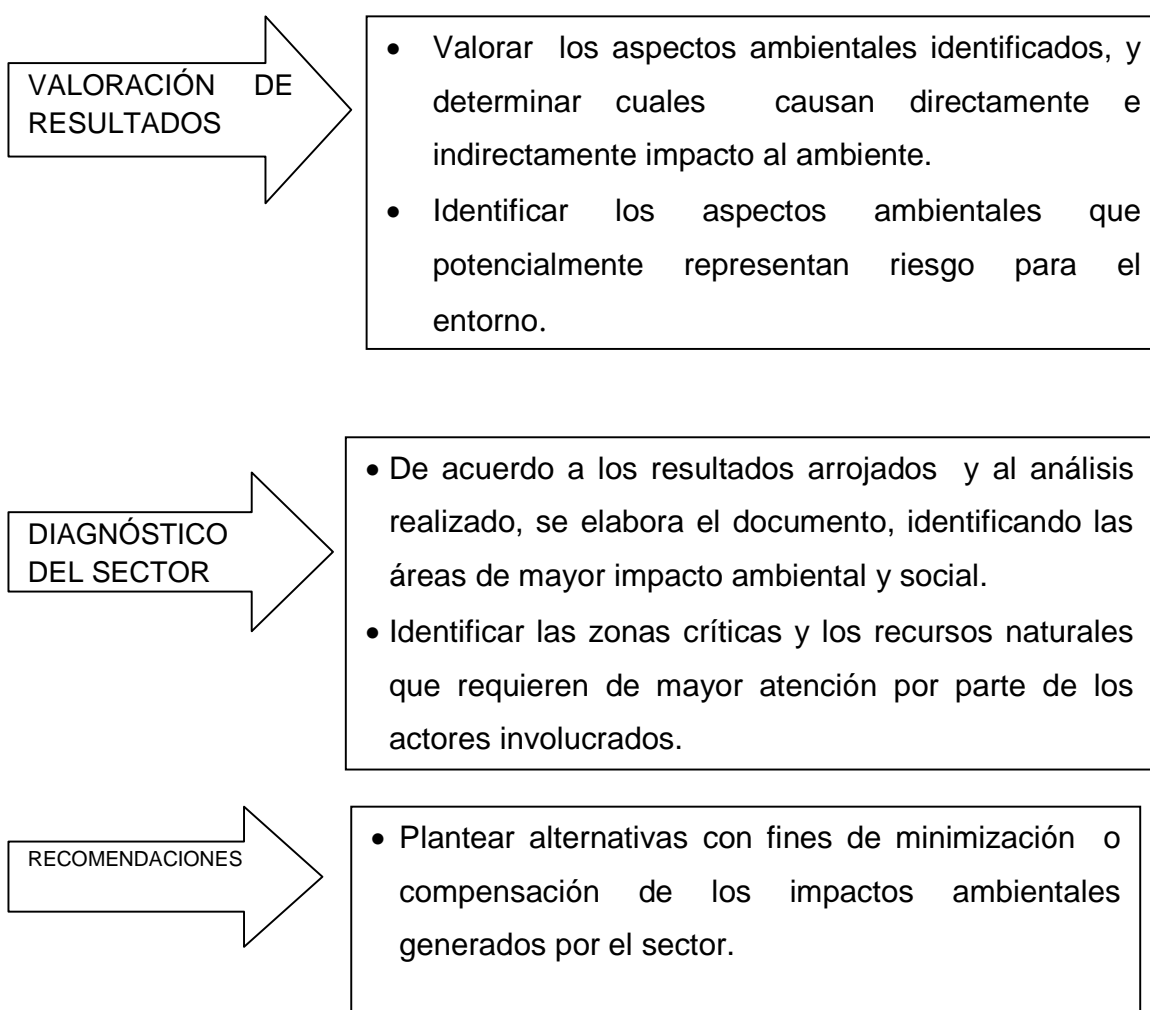 VALORACIÓN DE
RESULTADOS
• Valorar los aspectos ambientales identificados, y
determinar cuales causan directamente e
indirectamente impacto al ambiente.
• Identificar los aspectos ambientales que
potencialmente representan riesgo para el
entorno.
DIAGNÓSTICO
DEL SECTOR
• De acuerdo a los resultados arrojados y al análisis
realizado, se elabora el documento, identificando las
áreas de mayor impacto ambiental y social.
• Identificar las zonas críticas y los recursos naturales
que requieren de mayor atención por parte de los
actores involucrados.
RECOMENDACIONES
• Plantear alternativas con fines de minimización o
compensación de los impactos ambientales
generados por el sector.